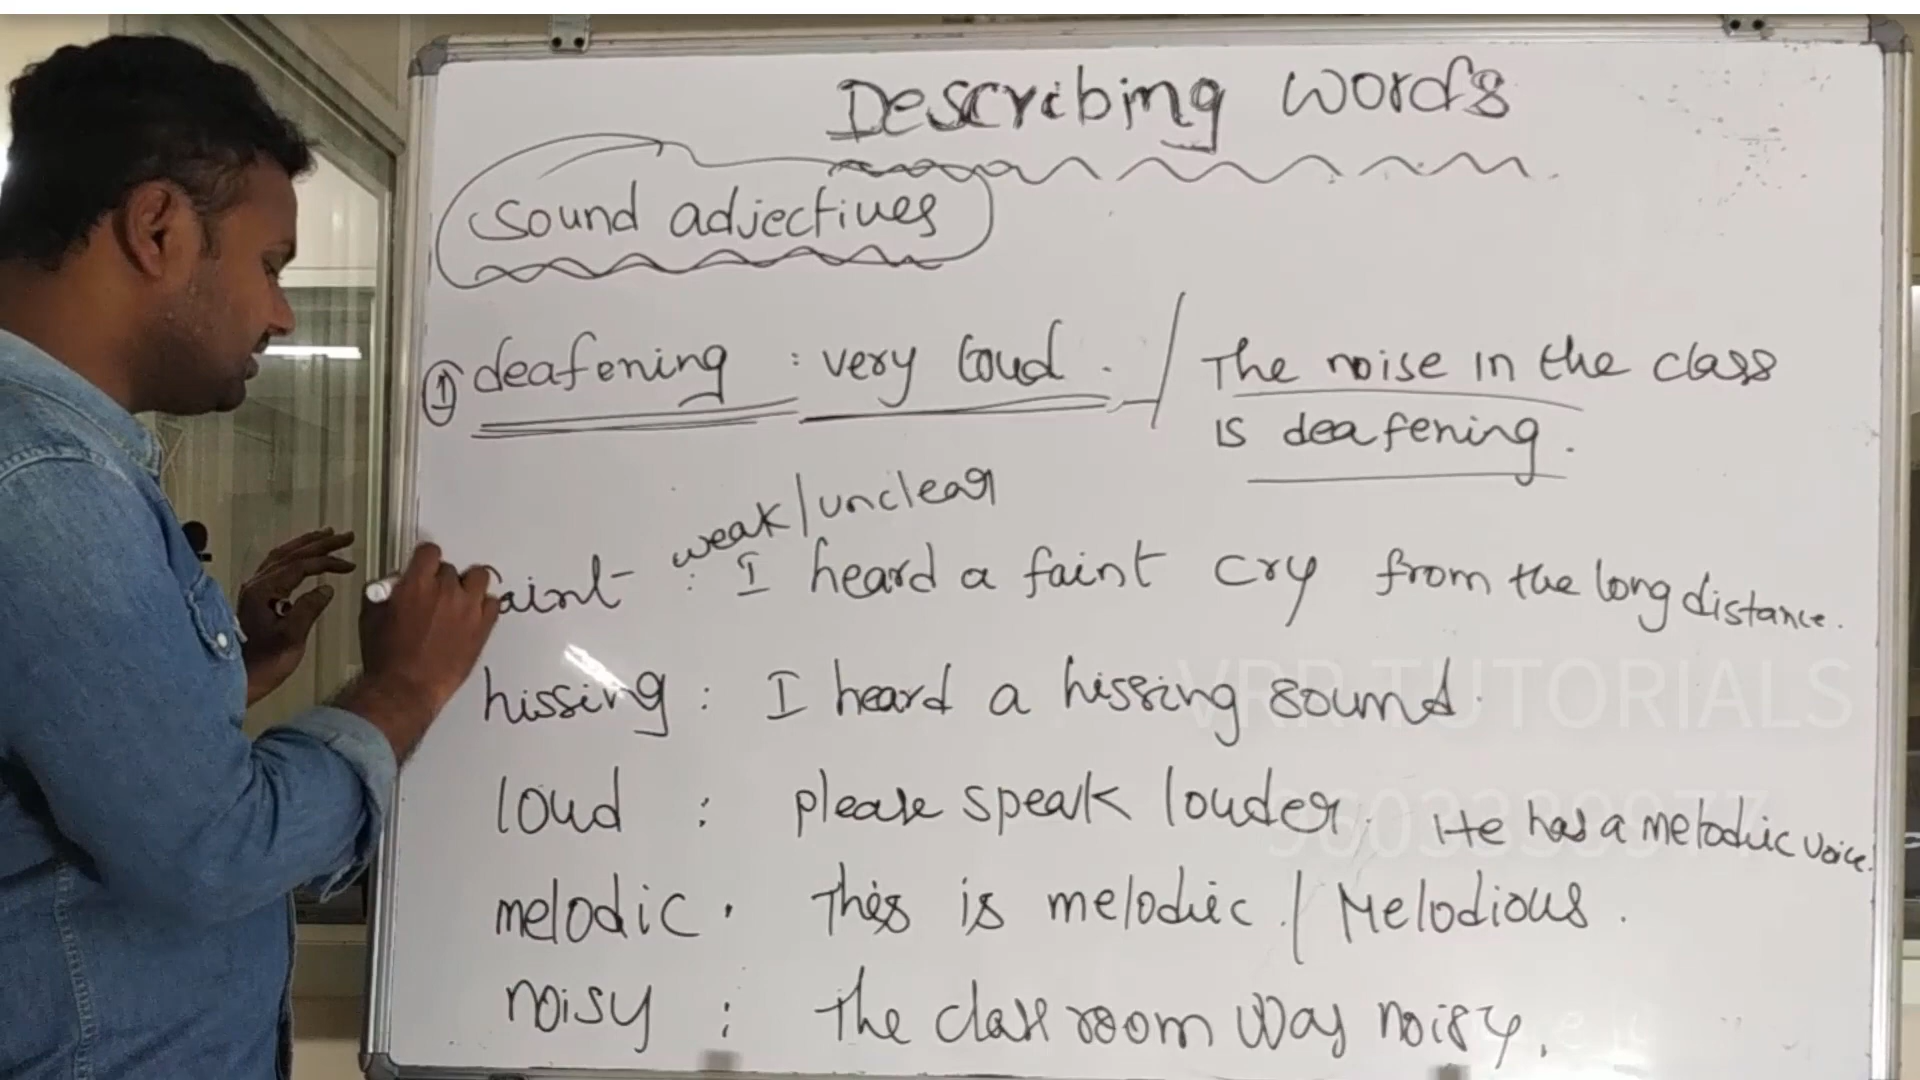 Describing words
sound adjectives
① deafening : very loud . / The noise in the class
is deafening.
weak/unclear
faint : I heard a faint cry from the long distance.
hissing : I heard a hissing sound.
loud : please speak louder. He has a melodic voice.
melodic . This is melodic / Melodious .
noisy : The class room was noisy.
VRR TUTORIALS
9603339977